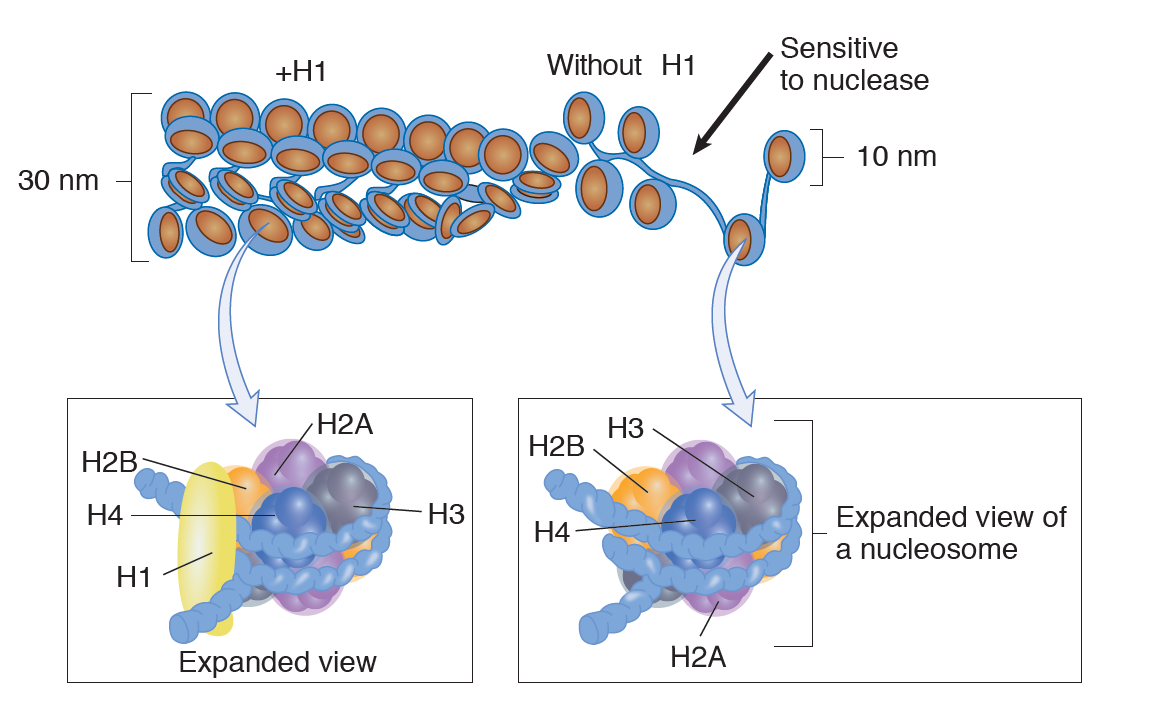 +H1
Without H1
Sensitive
to nuclease
30 nm
10 nm
H2A
H2B
H4
H3
H1
Expanded view
H3
H2B
H4
H2A
Expanded view of
a nucleosome